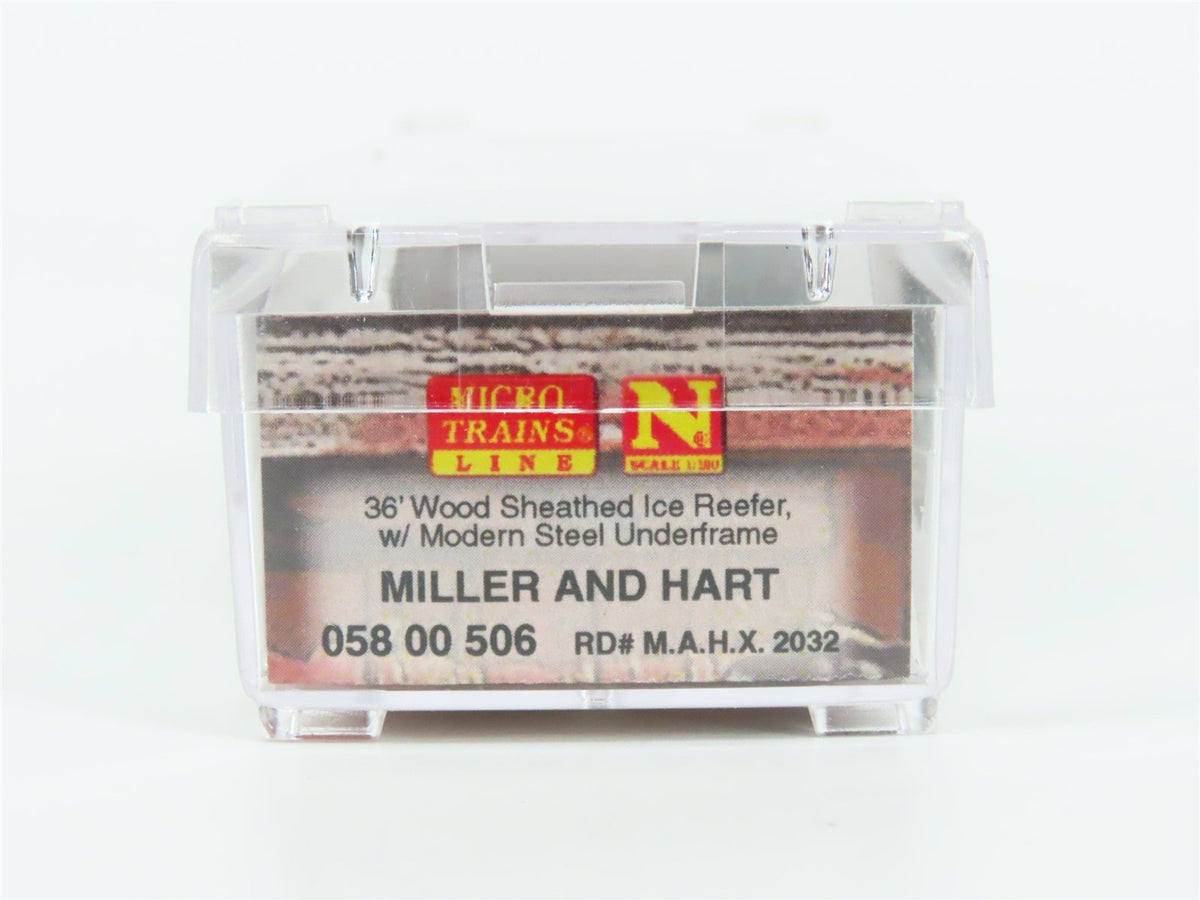 MICRO
TRAINS®
LINE
N
SCALE 1:160
36' Wood Sheathed Ice Reefer,
w/ Modern Steel Underframe
MILLER AND HART
058 00 506 RD# M.A.H.X. 2032